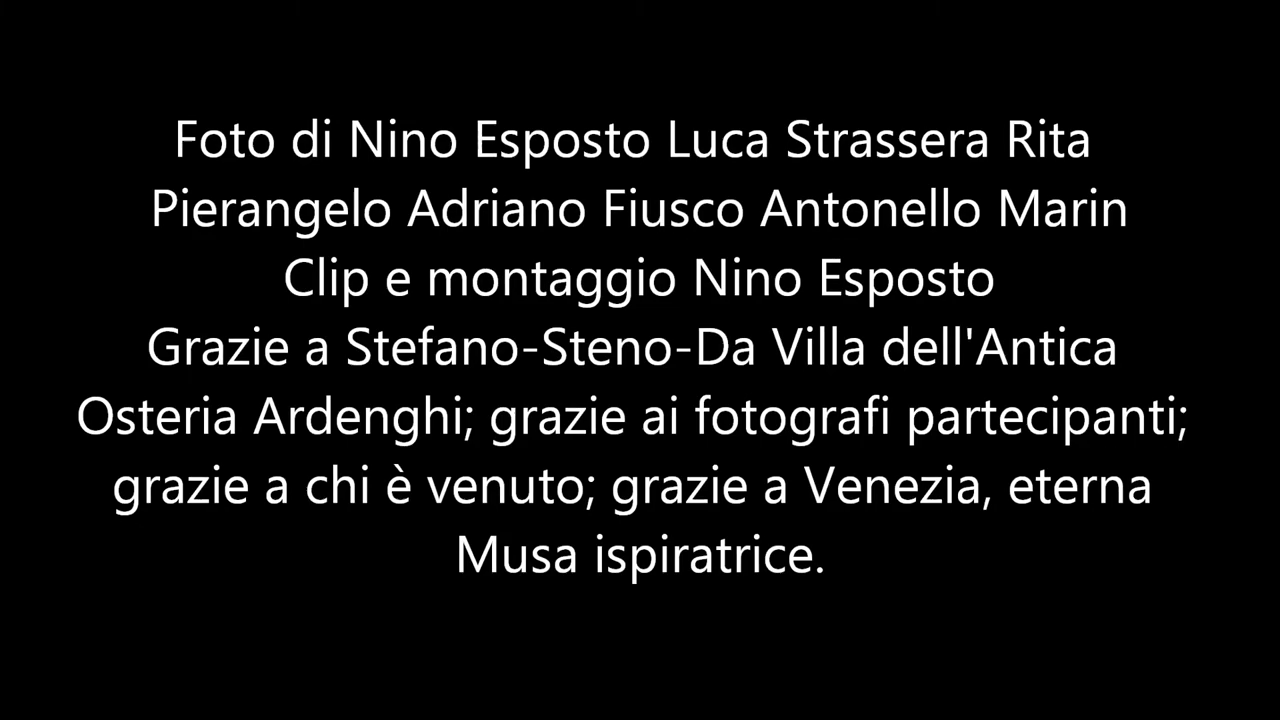 Foto di Nino Esposto Luca Strassera Rita
Pierangelo Adriano Fiusco Antonello Marin
Clip e montaggio Nino Esposto
Grazie a Stefano-Steno-Da Villa dell'Antica
Osteria Ardenghi; grazie ai fotografi partecipanti;
grazie a chi è venuto; grazie a Venezia, eterna
Musa ispiratrice.